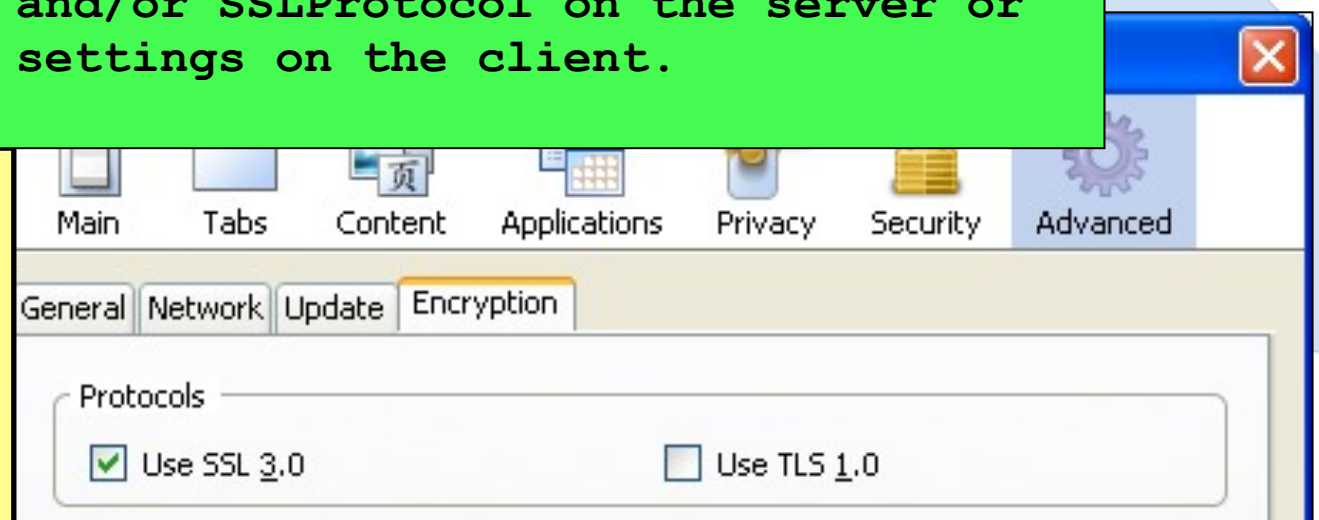 and/or SSLProtocol on the server or
settings on the client.
页
Main Tabs Content Applications Privacy Security Advanced
General Network Update Encryption
Protocols
Use SSL 3.0 Use TLS 1.0